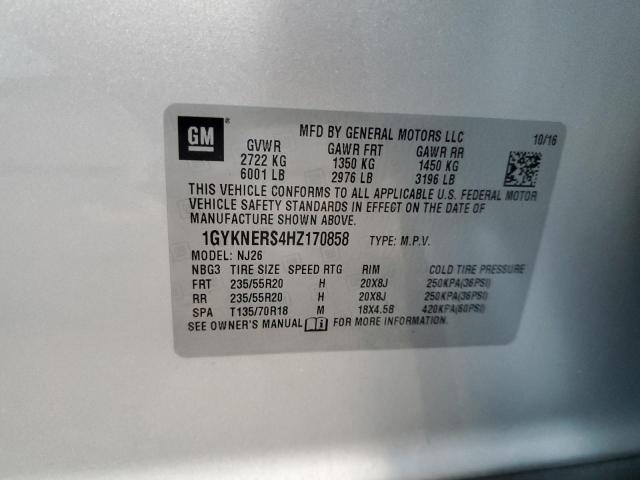 GM ®
MFD BY GENERAL MOTORS LLC 10/16
GVWR GAWR FRT GAWR RR
2722 KG 1350 KG 1450 KG
6001 LB 2976 LB 3196 LB
THIS VEHICLE CONFORMS TO ALL APPLICABLE U.S. FEDERAL MOTOR
VEHICLE SAFETY STANDARDS IN EFFECT ON THE DATE OF
MANUFACTURE SHOWN ABOVE.
1GYKNERS4HZ170858 TYPE: M.P.V.
MODEL: NJ26
NBG3 TIRE SIZE SPEED RTG RIM COLD TIRE PRESSURE
FRT 235/55R20 H 20X8J 250KPA(36PSI)
RR 235/55R20 H 20X8J 250KPA(36PSI)
SPA T135/70R18 M 18X4.5B 420KPA(60PSI)
SEE OWNER'S MANUAL FOR MORE INFORMATION.